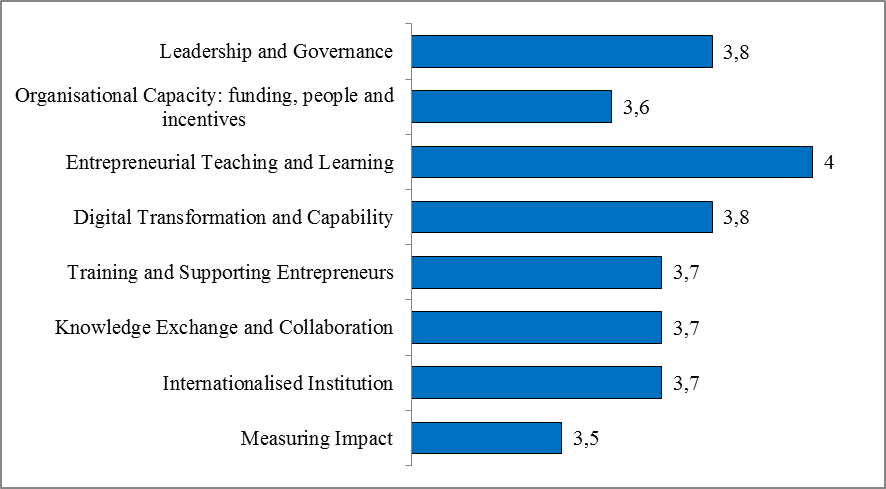 Leadership and Governance 3,8
Organisational Capacity: funding, people and
incentives 3,6
Entrepreneurial Teaching and Learning 4
Digital Transformation and Capability 3,8
Training and Supporting Entrepreneurs 3,7
Knowledge Exchange and Collaboration 3,7
Internationalised Institution 3,7
Measuring Impact 3,5